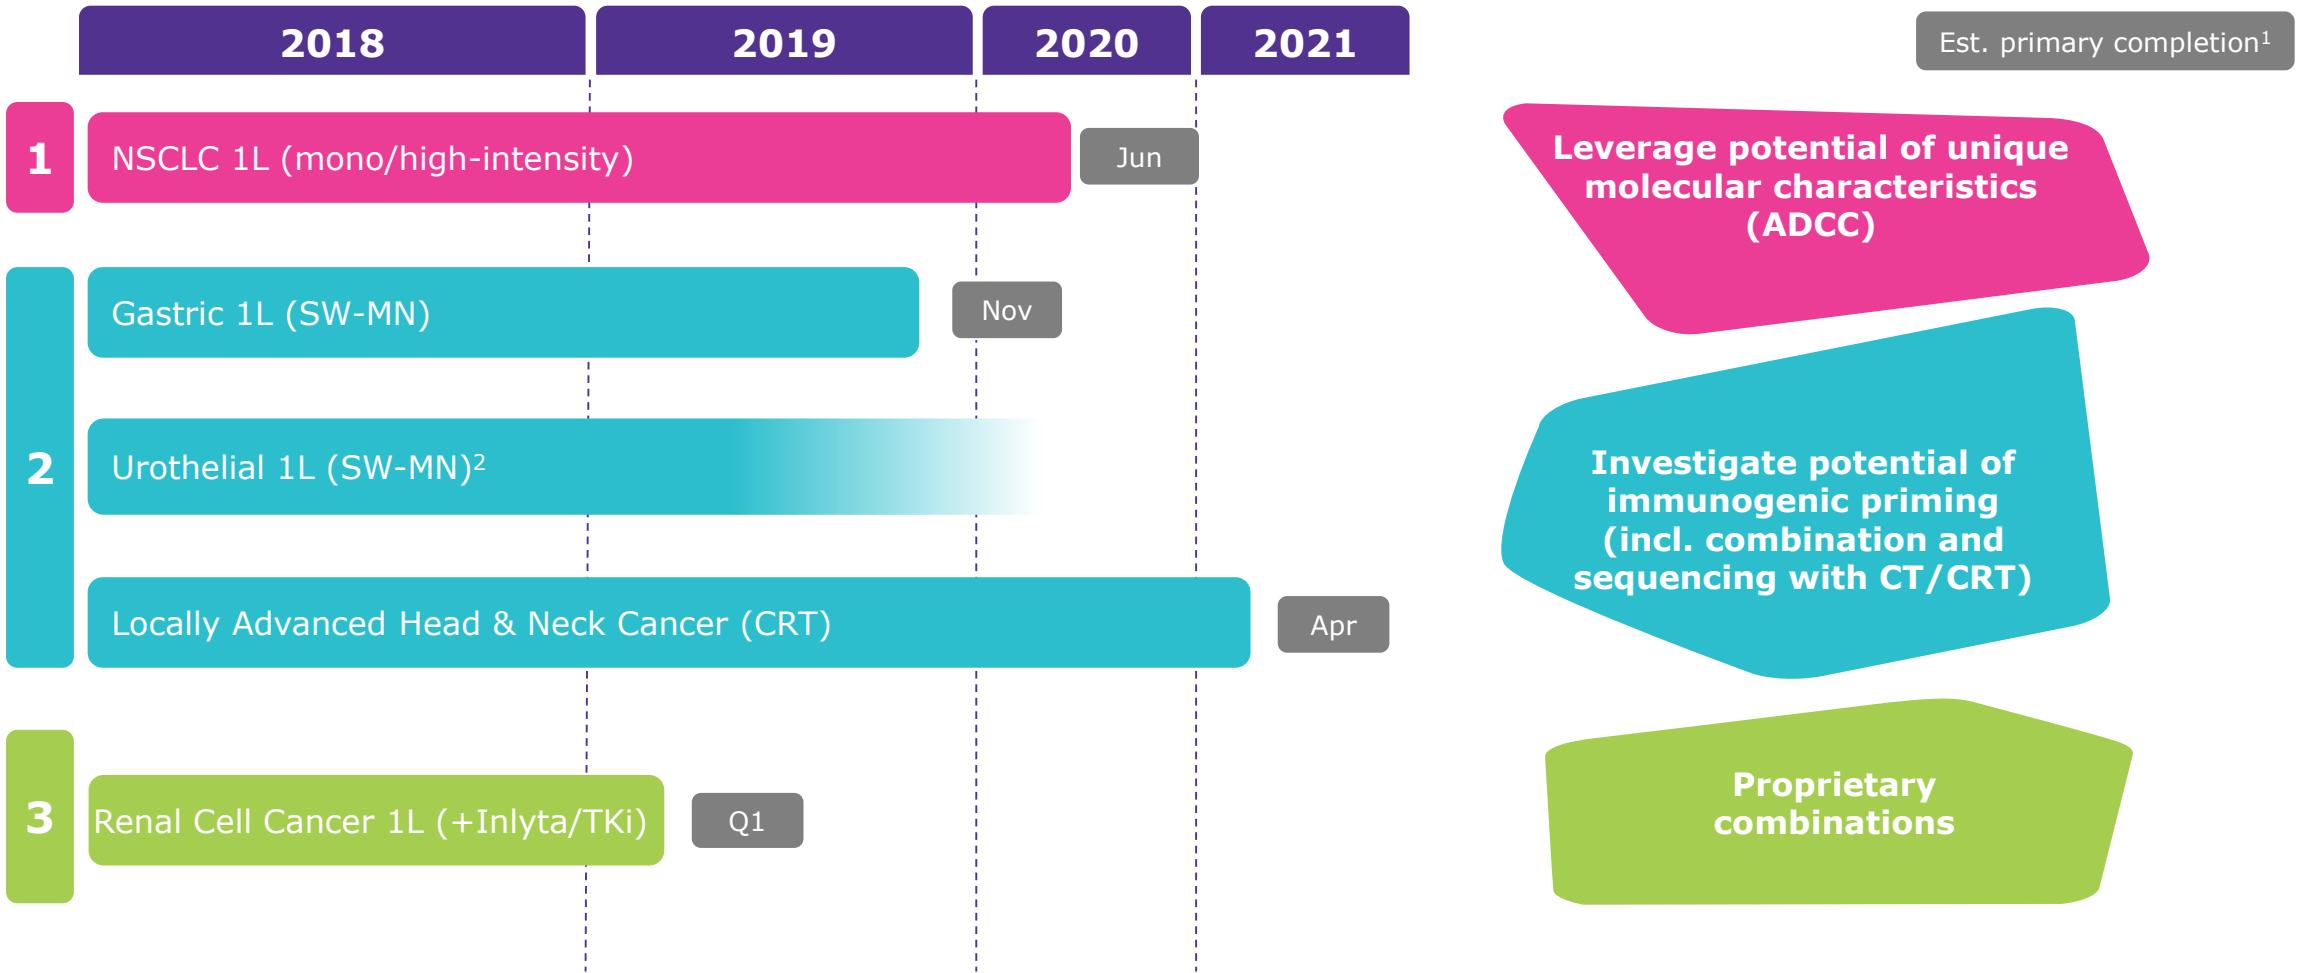 2018
2019
2020
2021
Est. primary completion¹
1
NSCLC 1L (mono/high-intensity)
Jun
Leverage potential of unique
molecular characteristics
(ADCC)
2
Gastric 1L (SW-MN)
Nov
Urothelial 1L (SW-MN)²
Locally Advanced Head & Neck Cancer (CRT)
Apr
Investigate potential of
immunogenic priming
(incl. combination and
sequencing with CT/CRT)
3
Renal Cell Cancer 1L (+Inlyta/TKi)
Q1
Proprietary
combinations